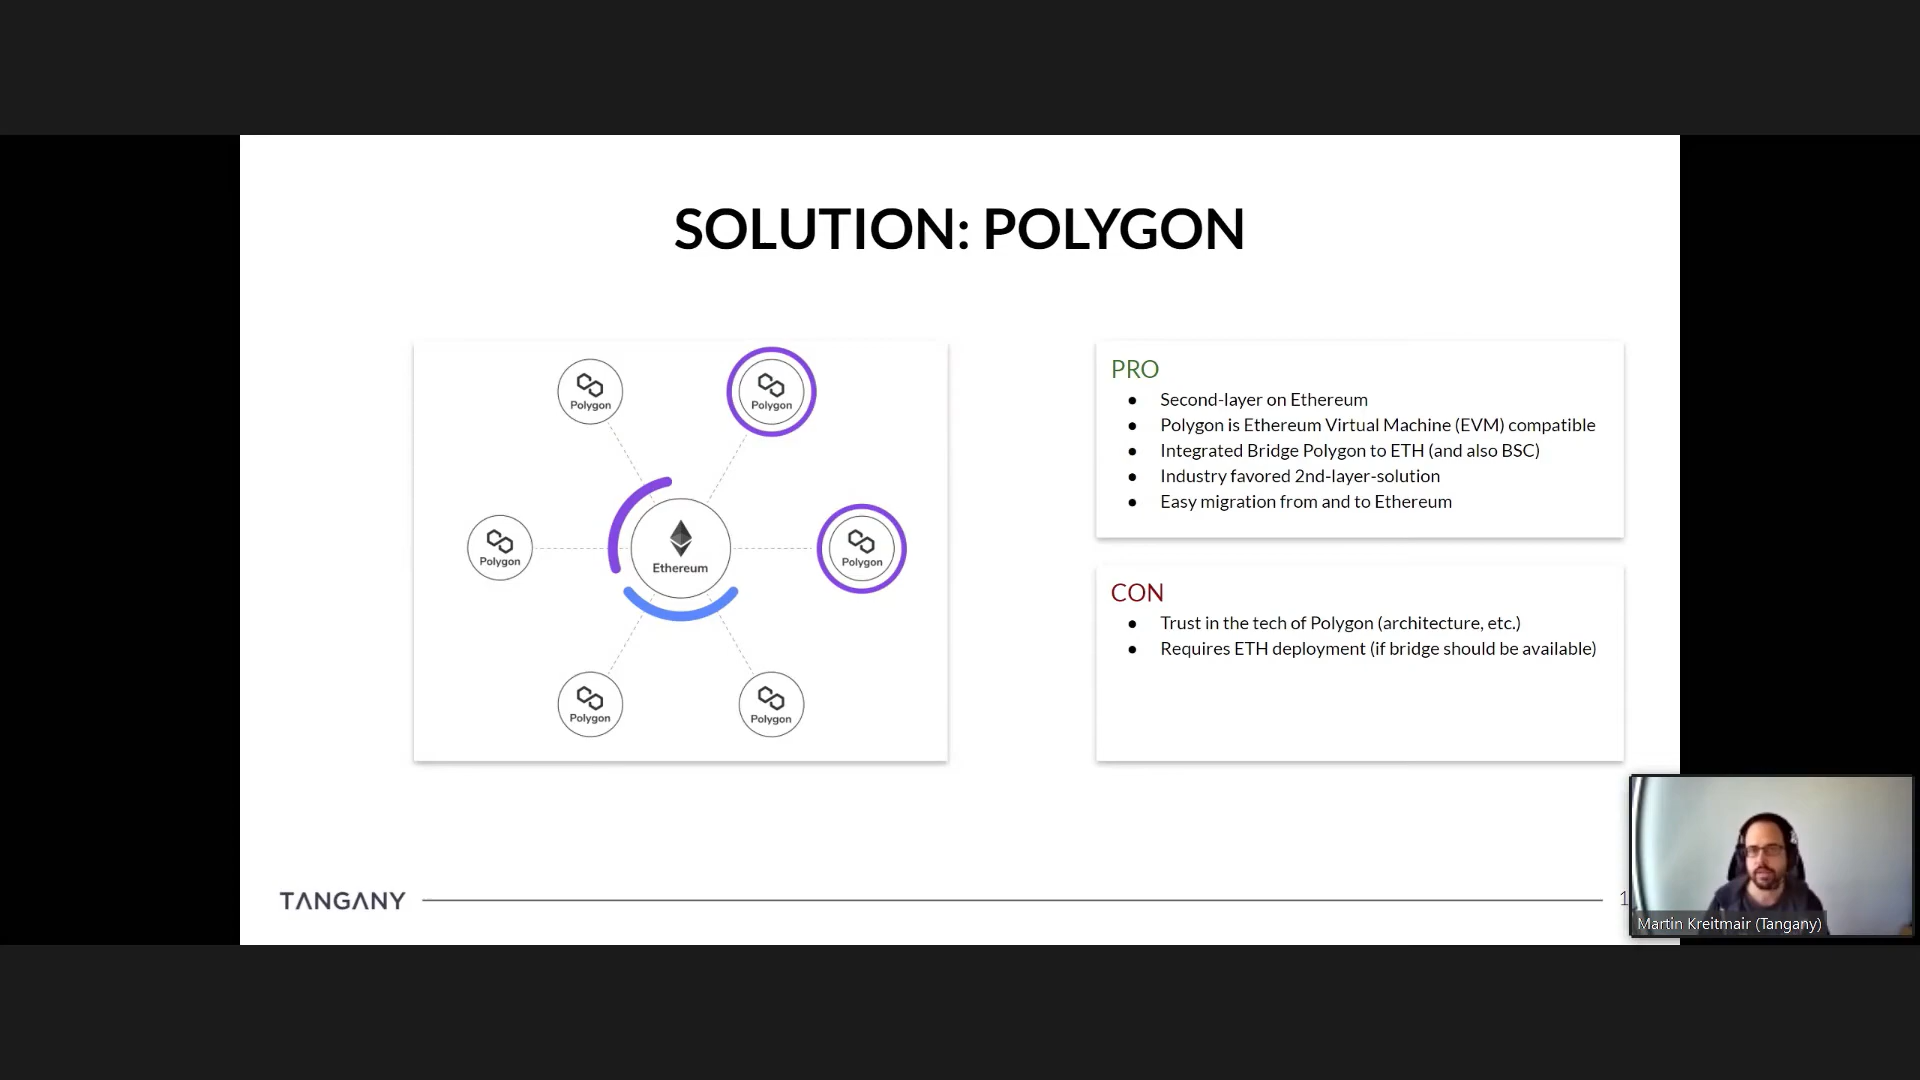 SOLUTION: POLYGON
Polygon
Polygon
Polygon
Ethereum
Polygon
Polygon
Polygon
PRO
● Second-layer on Ethereum
● Polygon is Ethereum Virtual Machine (EVM) compatible
● Integrated Bridge Polygon to ETH (and also BSC)
● Industry favored 2nd-layer-solution
● Easy migration from and to Ethereum
CON
● Trust in the tech of Polygon (architecture, etc.)
● Requires ETH deployment (if bridge should be available)
TANGANY
Martin Kreitmair (Tangany)